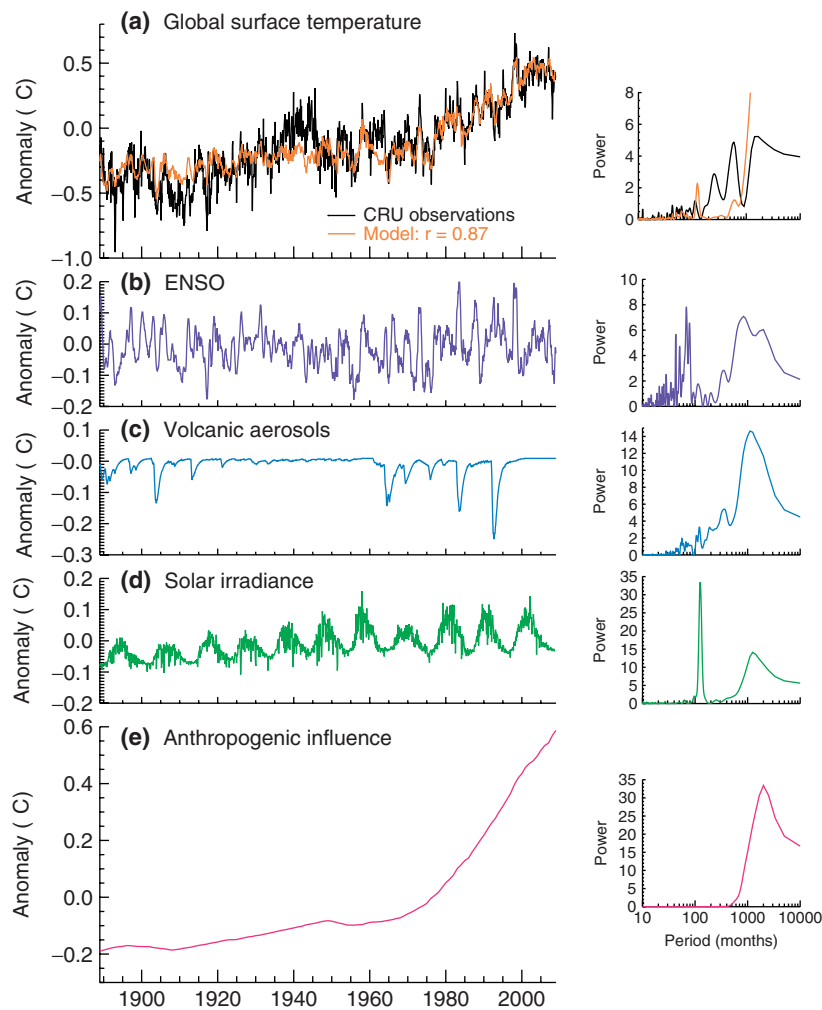 (a) Global surface temperature
Anomaly ( C)
0.5
0.0
−0.5
−1.0
CRU observations
Model: r = 0.87
Power
8
6
4
2
0
(b) ENSO
Anomaly ( C)
0.2
0.1
0.0
−0.1
−0.2
Power
10
8
6
4
2
0
(c) Volcanic aerosols
Anomaly ( C)
0.1
−0.0
−0.1
−0.2
−0.3
Power
14
12
10
8
6
4
2
0
(d) Solar irradiance
Anomaly ( C)
0.2
0.1
0.0
−0.1
−0.2
Power
35
30
25
20
15
10
5
0
(e) Anthropogenic influence
Anomaly ( C)
0.6
0.4
0.2
0.0
−0.2
1900 1920 1940 1960 1980 2000
Power
35
30
25
20
15
10
5
0
10 100 1000 10000
Period (months)